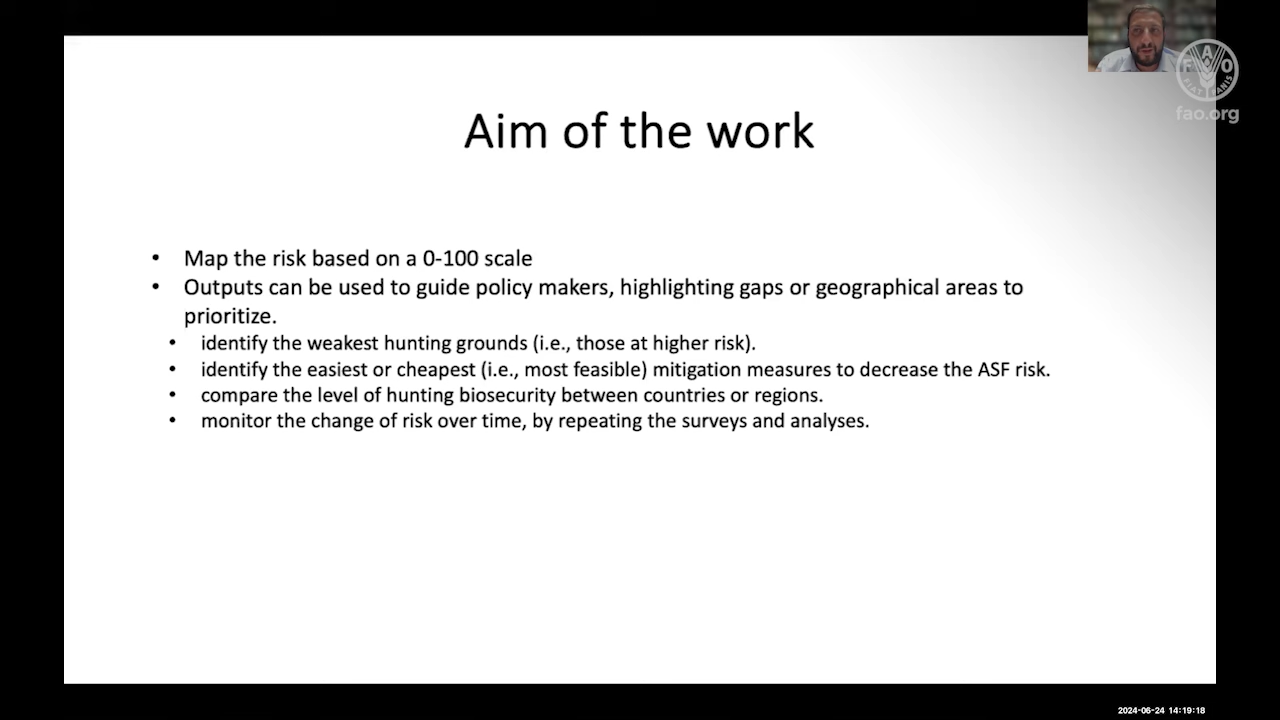 FAO
FIAT PANIS
fao.org
Aim of the work
• Map the risk based on a 0-100 scale
• Outputs can be used to guide policy makers, highlighting gaps or geographical areas to
prioritize.
• identify the weakest hunting grounds (i.e., those at higher risk).
• identify the easiest or cheapest (i.e., most feasible) mitigation measures to decrease the ASF risk.
• compare the level of hunting biosecurity between countries or regions.
• monitor the change of risk over time, by repeating the surveys and analyses.
2024-06-24 14:19:18